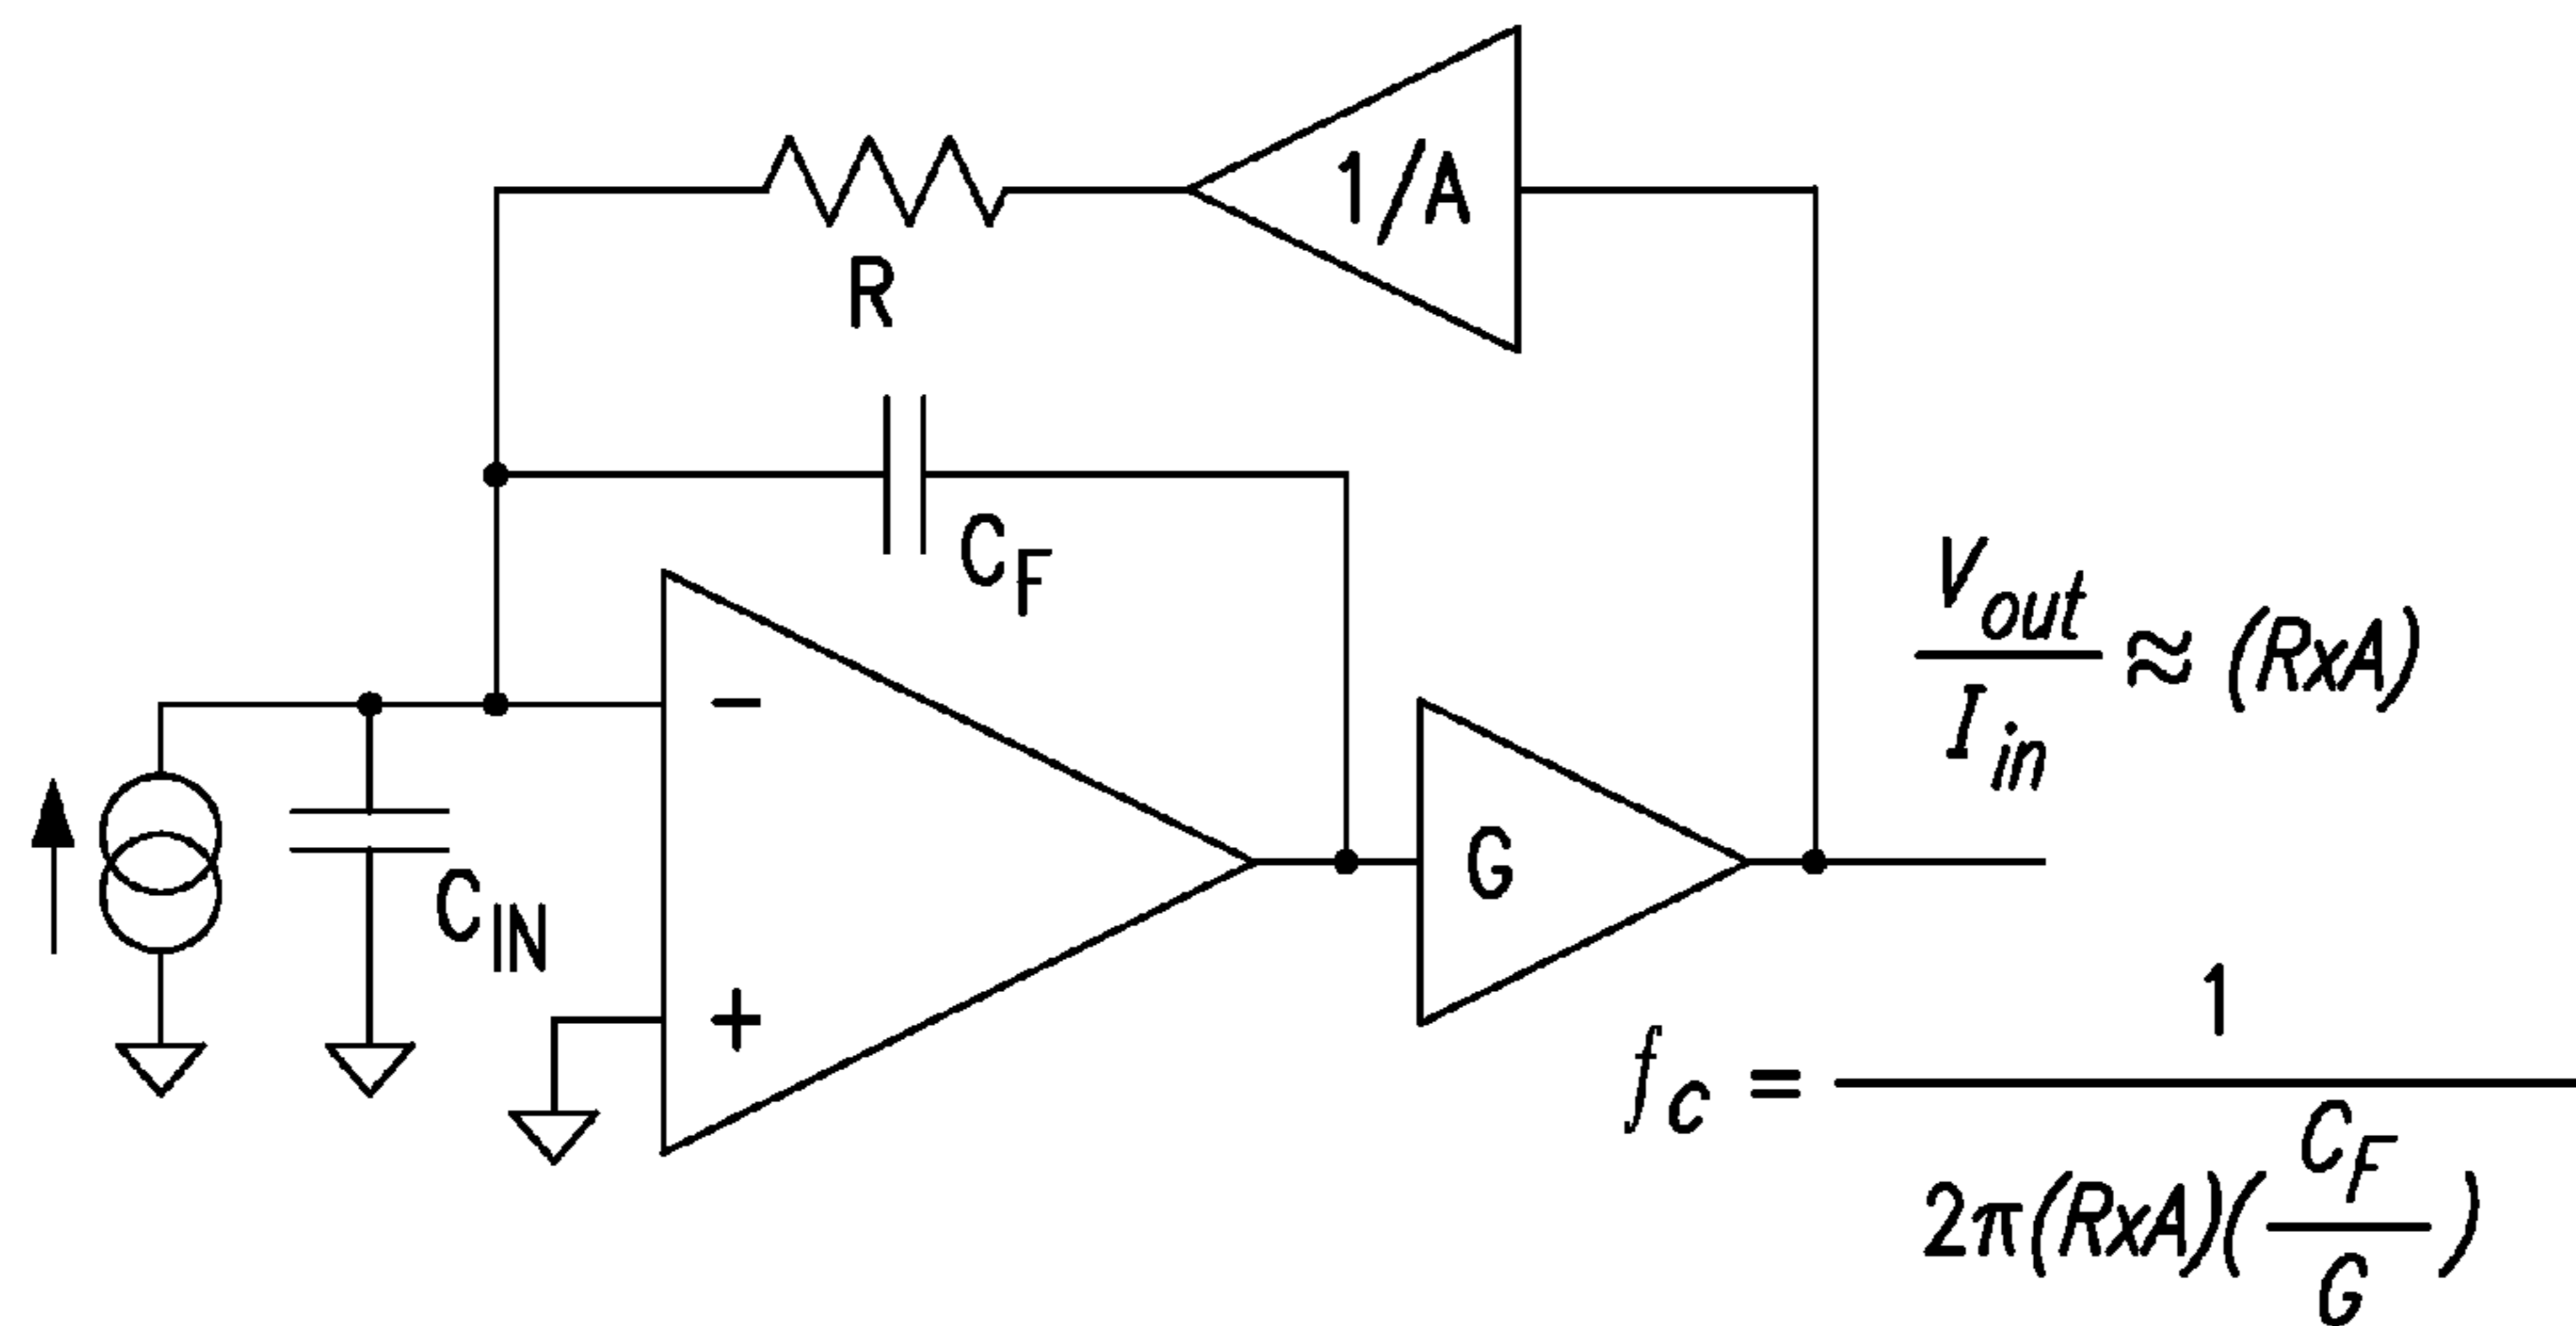 1/A
R
C_F
V_out / I_in ≈ (RxA)
−
C_IN
G
+
f_c = 1 / 2π(RxA)(C_F / G)